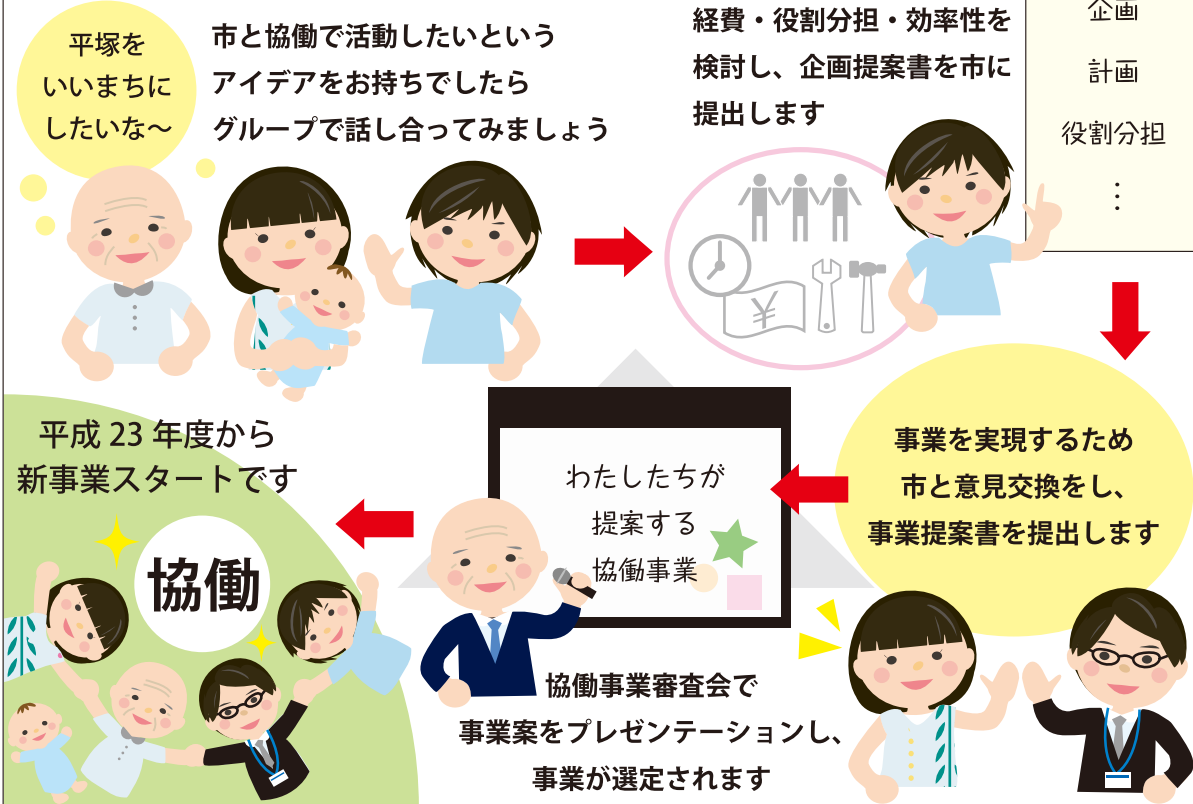 平塚を
いいまちに
したいな〜
市と協働で活動したいという
アイデアをお持ちでしたら
グループで話し合ってみましょう
経費・役割分担・効率性を
検討し、企画提案書を市に
提出します
企画
計画
役割分担
⋮
¥
事業を実現するため
市と意見交換をし、
事業提案書を提出します
わたしたちが
提案する
協働事業
協働事業審査会で
事業案をプレゼンテーションし、
事業が選定されます
平成 23 年度から
新事業スタートです
協働